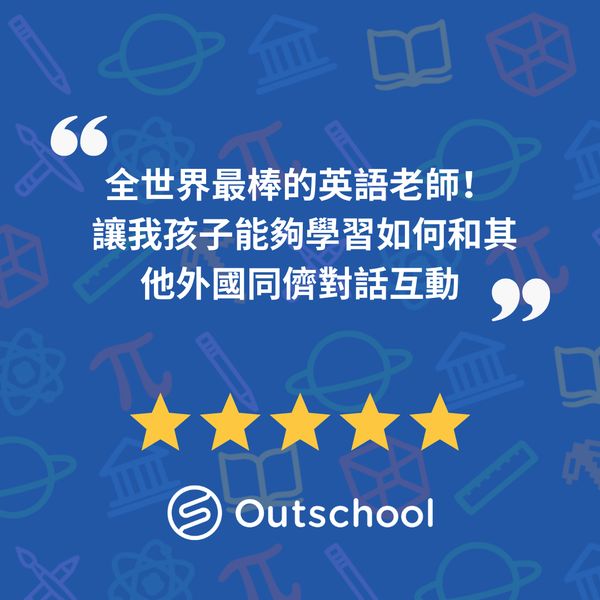 “
全世界最棒的英語老師！
讓我孩子能夠學習如何和其
他外國同儕對話互動
”
Outschool